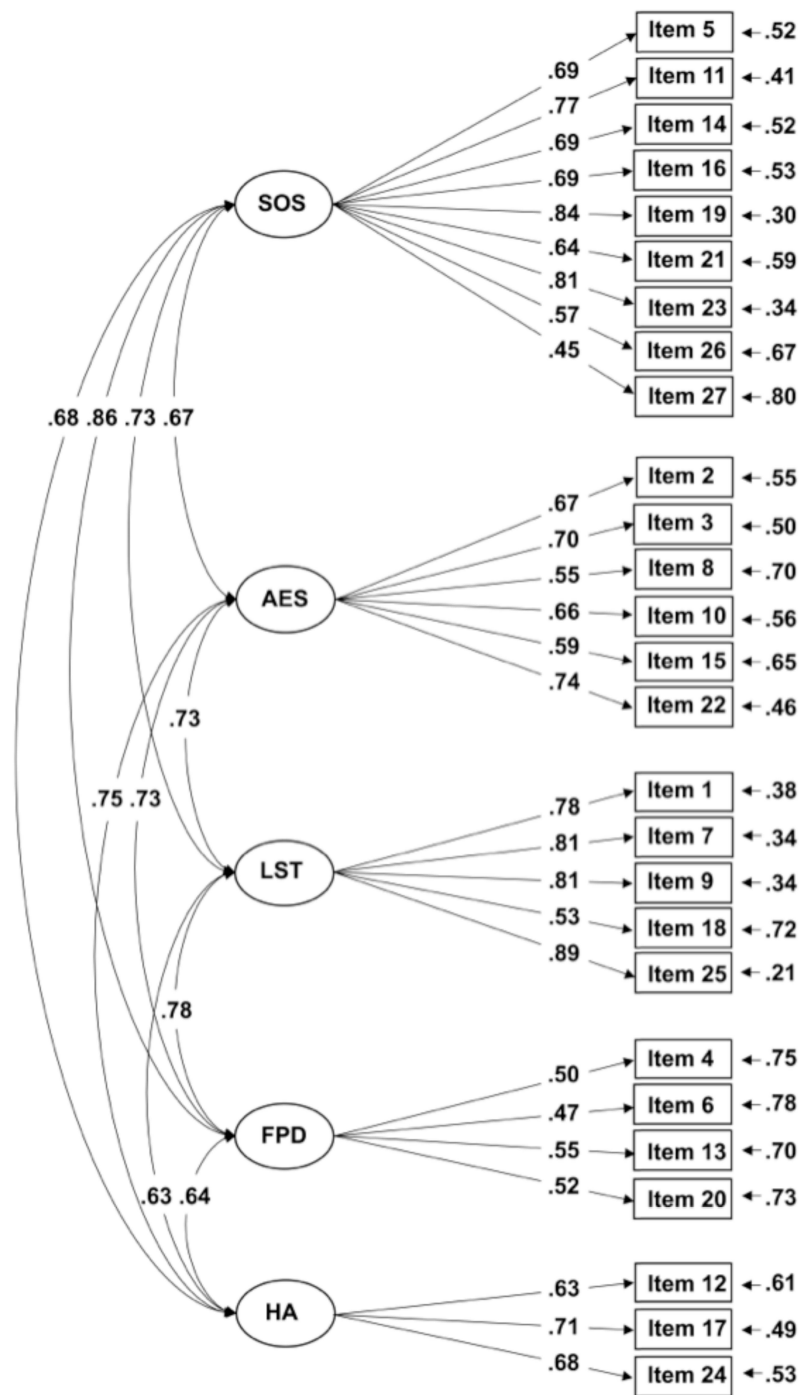 Item 5 .52
.69
Item 11 .41
.77
Item 14 .52
.69
Item 16 .53
.69
SOS
Item 19 .30
.84
Item 21 .59
.64
.81
Item 23 .34
.57
Item 26 .67
.45
Item 27 .80
.68 .86 .73 .67
Item 2 .55
.67
Item 3 .50
.70
Item 8 .70
.55
AES
Item 10 .56
.66
.59
Item 15 .65
.74
Item 22 .46
.73
Item 1 .38
.75 .73
.78
Item 7 .34
.81
LST
Item 9 .34
.81
Item 18 .72
.53
.89
Item 25 .21
.78
Item 4 .75
.50
Item 6 .78
.47
FPD
Item 13 .70
.55
.52
Item 20 .73
.63 .64
Item 12 .61
.63
HA
Item 17 .49
.71
.68
Item 24 .53